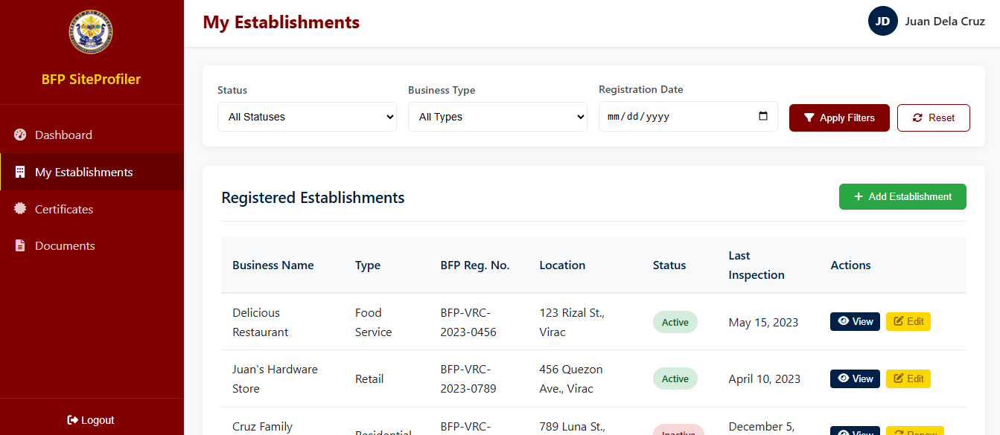 BFP SiteProfiler
Dashboard
My Establishments
Certificates
Documents
Logout
My Establishments
JD Juan Dela Cruz
Status
All Statuses
Business Type
All Types
Registration Date
mm/dd/yyyy
Apply Filters
Reset
Registered Establishments
+ Add Establishment
Business Name Type BFP Reg. No. Location Status Last Inspection Actions
Delicious Restaurant Food Service BFP-VRC-2023-0456 123 Rizal St., Virac Active May 15, 2023 View Edit
Juan's Hardware Store Retail BFP-VRC-2023-0789 456 Quezon Ave., Virac Active April 10, 2023 View Edit
Cruz Family Residential BFP-VRC- 789 Luna St., Inactive December 5, View Renew